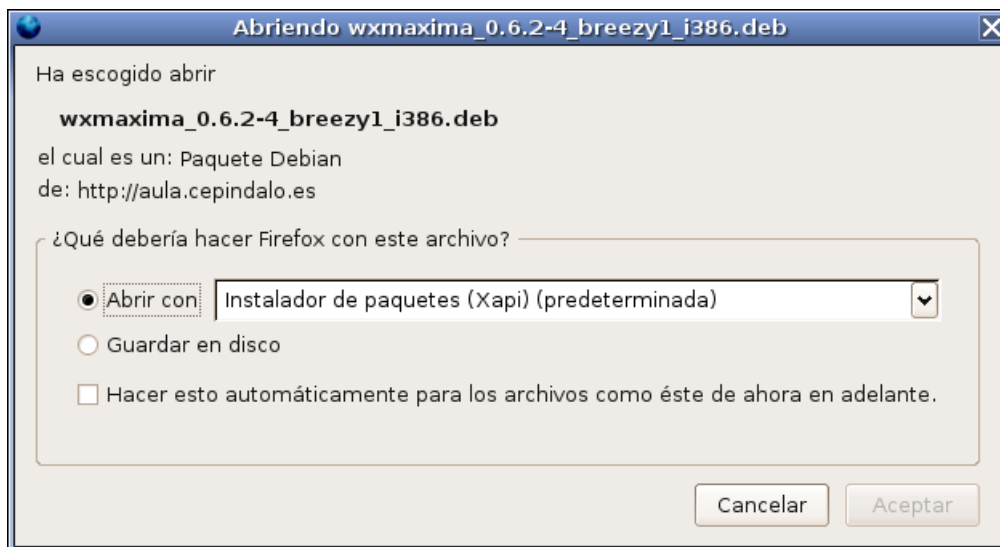 Abriendo wxmaxima_0.6.2-4_breezy1_i386.deb
Ha escogido abrir
wxmaxima_0.6.2-4_breezy1_i386.deb
el cual es un: Paquete Debian
de: http://aula.cepindalo.es
¿Qué debería hacer Firefox con este archivo?
Abrir con Instalador de paquetes (Xapi) (predeterminada)
Guardar en disco
Hacer esto automáticamente para los archivos como éste de ahora en adelante.
Cancelar Aceptar